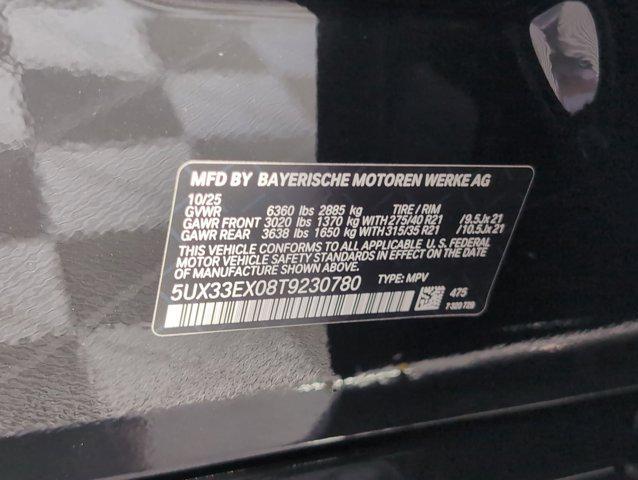 MFD BY BAYERISCHE MOTOREN WERKE AG
10/25
GVWR 6360 lbs 2885 kg TIRE / RIM
GAWR FRONT 3020 lbs 1370 kg WITH 275/40 R21 /9.5Jx21
GAWR REAR 3638 lbs 1650 kg WITH 315/35 R21 /10.5Jx21
THIS VEHICLE CONFORMS TO ALL APPLICABLE U. S. FEDERAL
MOTOR VEHICLE SAFETY STANDARDS IN EFFECT ON THE DATE
OF MANUFACTURE SHOWN ABOVE.
5UX33EX08T9230780 TYPE: MPV
475
7 320 726